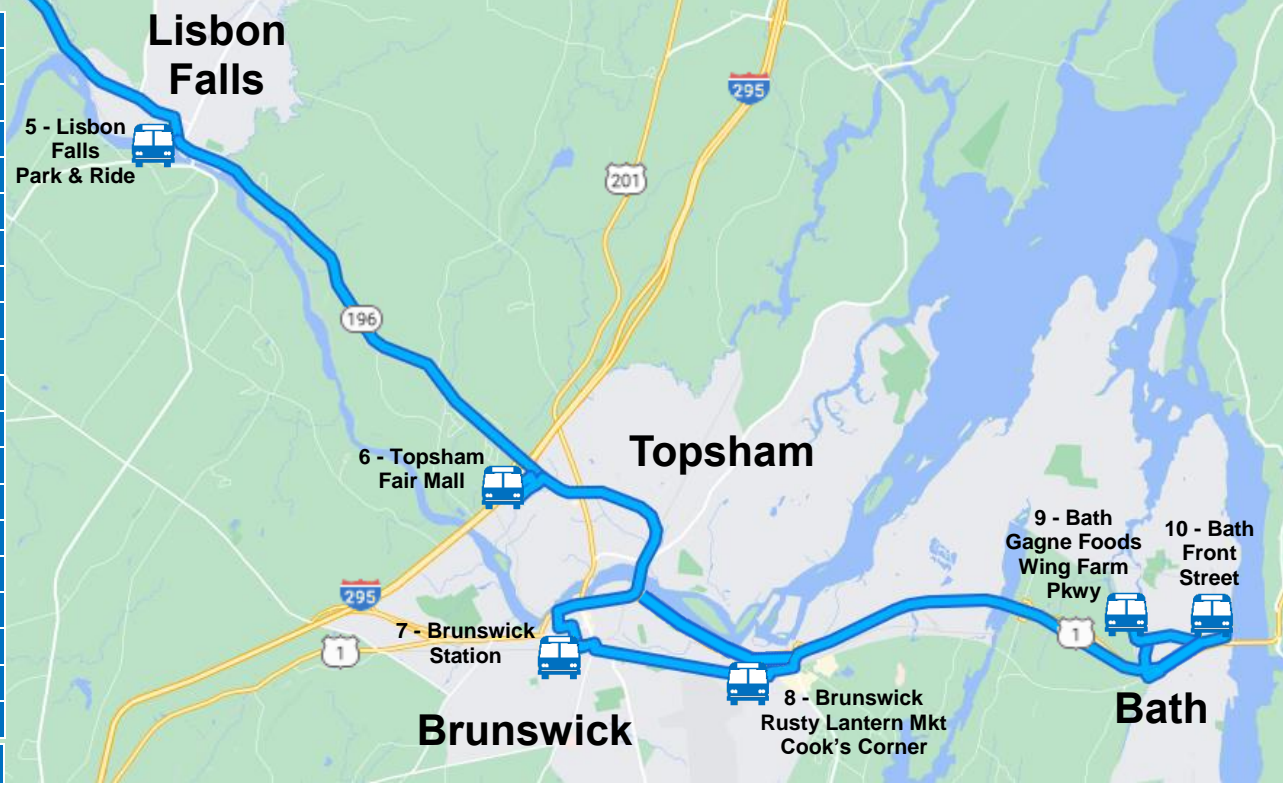 Lisbon
Falls
295
5 - Lisbon
Falls
Park & Ride
201
196
6 - Topsham
Fair Mall
Topsham
9 - Bath
Gagne Foods
Wing Farm
Pkwy
10 - Bath
Front
Street
295
7 - Brunswick
Station
1
1
8 - Brunswick
Rusty Lantern Mkt
Cook's Corner
Brunswick
Bath